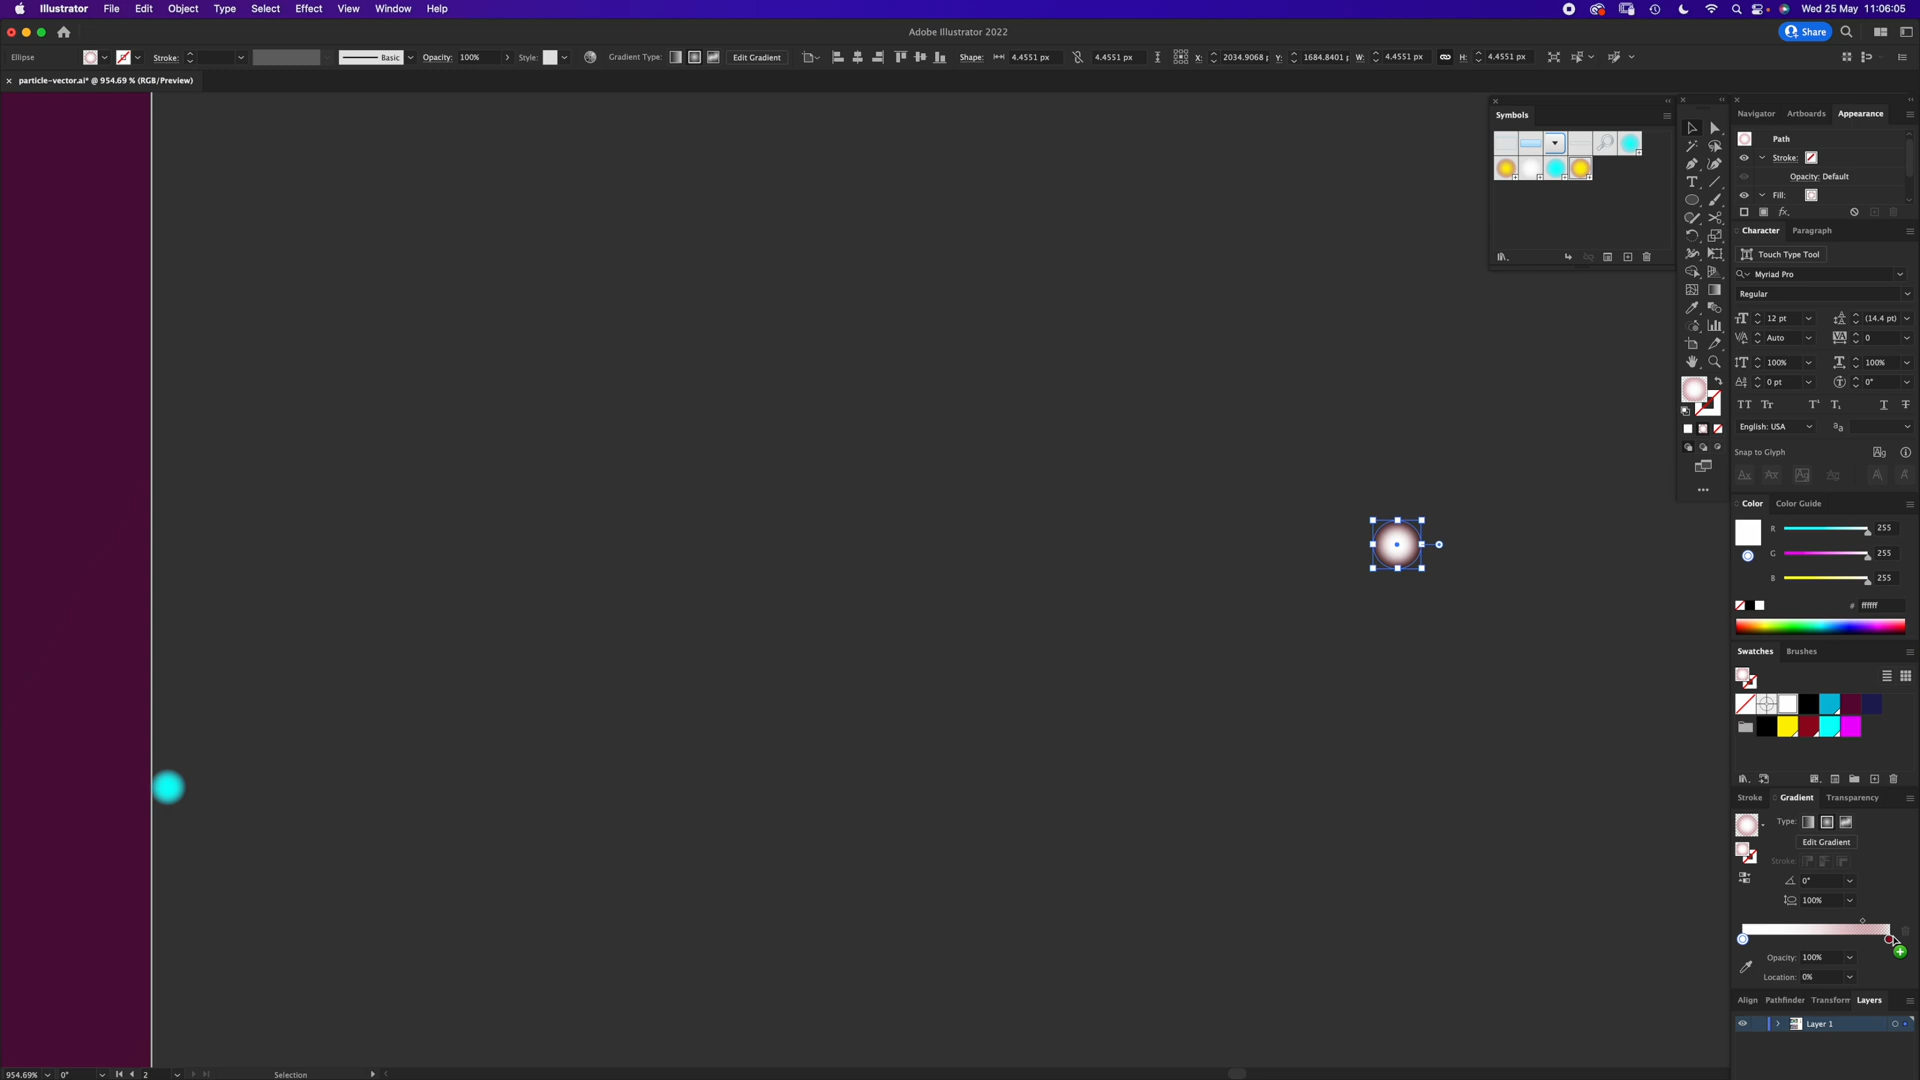 Illustrator File Edit Object Type Select Effect View Window Help Wed 25 May 11:06:05
Adobe Illustrator 2022 Share
Ellipse Stroke: Basic Opacity: 100% Style: Gradient Type: Edit Gradient Shape: 4.4551 px 4.4551 px X: 2034.9068 Y: 1684.8401 W: 4.4551 px H: 4.4551 px
× particle-vector.ai* @ 954.69 % (RGB/Preview)
Symbols
Navigator Artboards Appearance
Path
Stroke:
Opacity: Default
Fill:
fx.
Character Paragraph
Touch Type Tool
Myriad Pro
Regular
12 pt (14.4 pt)
Auto 0
100% 100%
0 pt 0°
TT Tr T¹ T₁ T T
English: USA aa
Snap to Glyph
Color Color Guide
R 255
G 255
B 255
# ffffff
Swatches Brushes
Stroke Gradient Transparency
Type:
Edit Gradient
Stroke:
0°
100%
Opacity: 100%
Location: 0%
Align Pathfinder Transform Layers
Layer 1
954.69% 0° 2 Selection